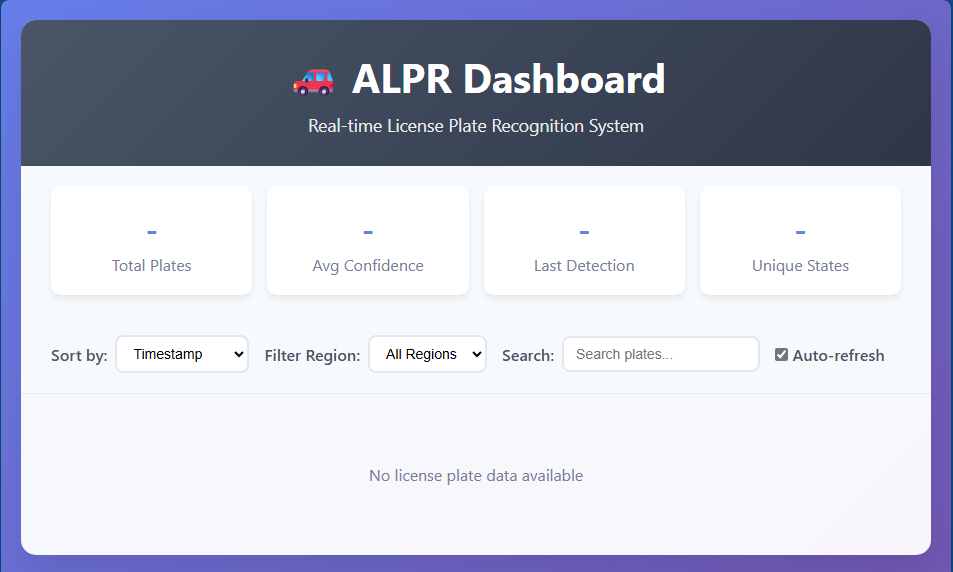 ALPR Dashboard
Real-time License Plate Recognition System
- - - -
Total Plates Avg Confidence Last Detection Unique States
Sort by: Timestamp Filter Region: All Regions Search: Search plates... Auto-refresh
No license plate data available